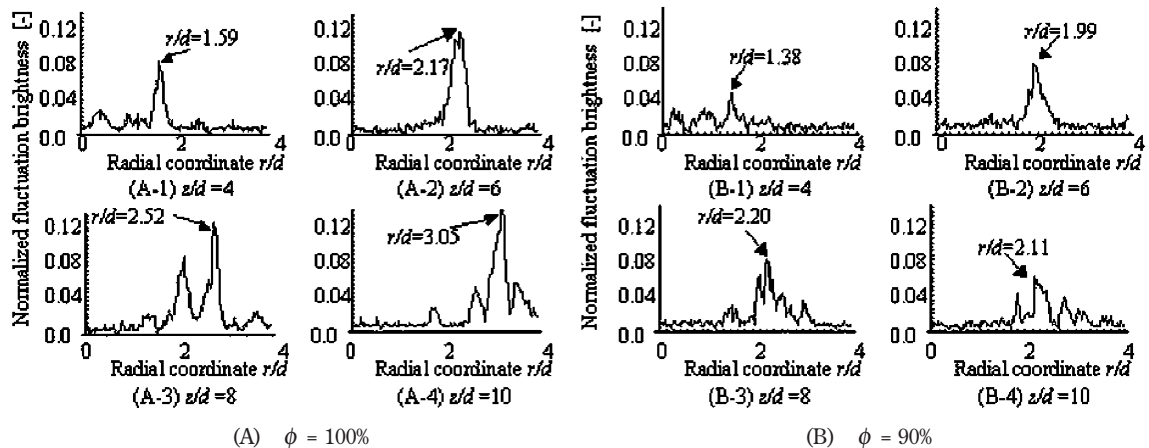 Normalized fluctuation brightness [-]
0.12
0.08
0.04
0.0
r/d=1.59
2
4
Radial coordinate r/d
(A-1) z/d =4
0.12
0.08
0.04
0.0
r/d=2.17
2
4
Radial coordinate r/d
(A-2) z/d =6
0.12
0.08
0.04
0.0
r/d=2.52
0
2
4
Radial coordinate r/d
(A-3) z/d =8
0.12
0.08
0.04
0.0
r/d=3.05
0
2
4
Radial coordinate r/d
(A-4) z/d =10
(A) ϕ = 100%
Normalized fluctuation brightness [-]
0.12
0.08
0.04
0.0
r/d=1.38
2
4
Radial coordinate r/d
(B-1) z/d =4
0.12
0.08
0.04
0.0
r/d=1.99
2
4
Radial coordinate r/d
(B-2) z/d =6
0.12
0.08
0.04
0.0
r/d=2.20
0
2
4
Radial coordinate r/d
(B-3) z/d =8
0.12
0.08
0.04
0.0
r/d=2.11
0
2
4
Radial coordinate r/d
(B-4) z/d =10
(B) ϕ = 90%